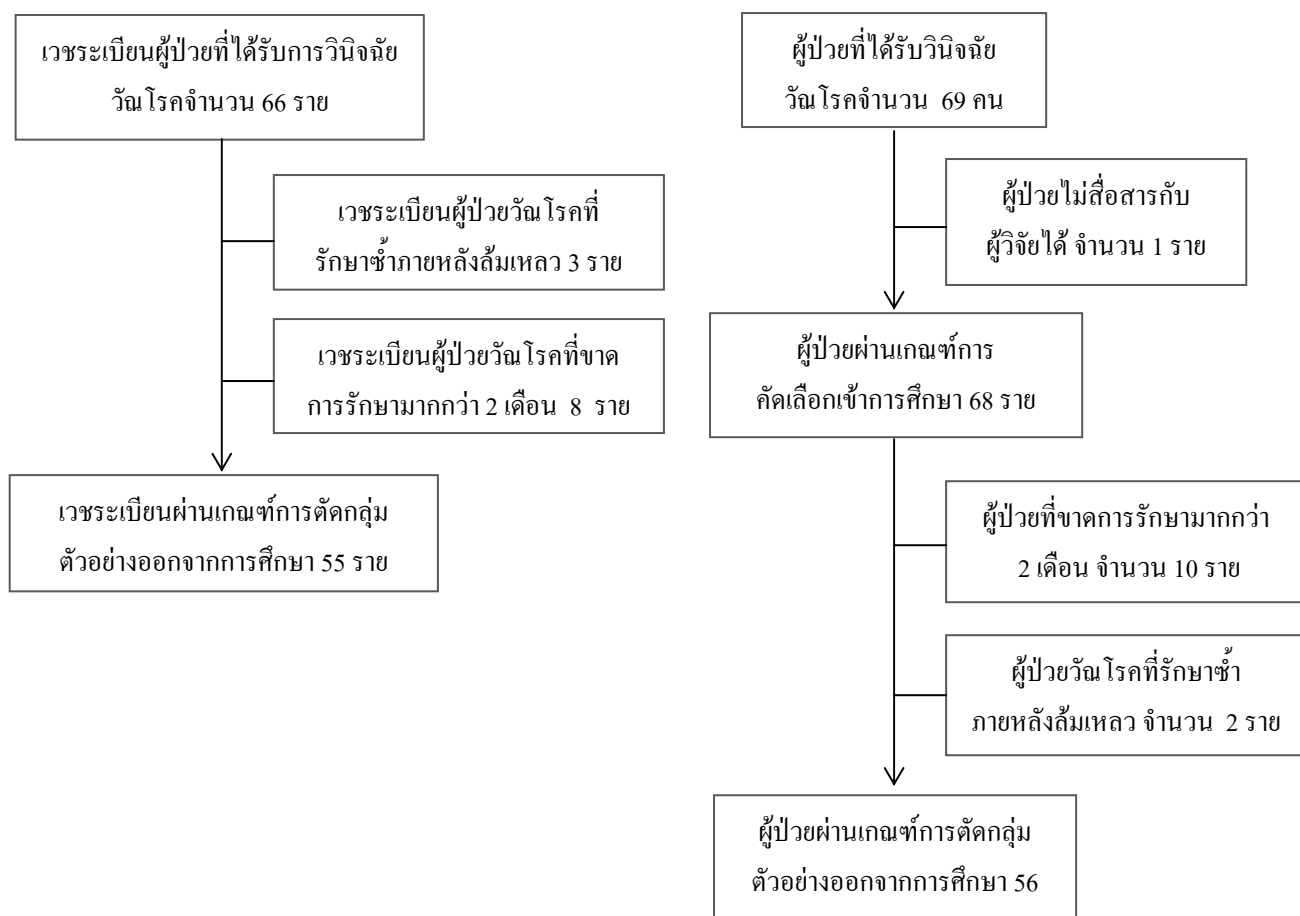 เวชระเบียนผู้ป่วยที่ได้รับการวินิจฉัย
วัณโรคจำนวน 66 ราย
เวชระเบียนผู้ป่วยวัณโรคที่
รักษาซ้ำภายหลังล้มเหลว 3 ราย
เวชระเบียนผู้ป่วยวัณโรคที่ขาด
การรักษามากกว่า 2 เดือน 8 ราย
เวชระเบียนผ่านเกณฑ์การตัดกลุ่ม
ตัวอย่างออกจากการศึกษา 55 ราย
ผู้ป่วยที่ได้รับวินิจฉัย
วัณโรคจำนวน 69 คน
ผู้ป่วยไม่สื่อสารกับ
ผู้วิจัยได้ จำนวน 1 ราย
ผู้ป่วยผ่านเกณฑ์การ
คัดเลือกเข้าการศึกษา 68 ราย
ผู้ป่วยที่ขาดการรักษามากกว่า
2 เดือน จำนวน 10 ราย
ผู้ป่วยวัณโรคที่รักษาซ้ำ
ภายหลังล้มเหลว จำนวน 2 ราย
ผู้ป่วยผ่านเกณฑ์การตัดกลุ่ม
ตัวอย่างออกจากการศึกษา 56